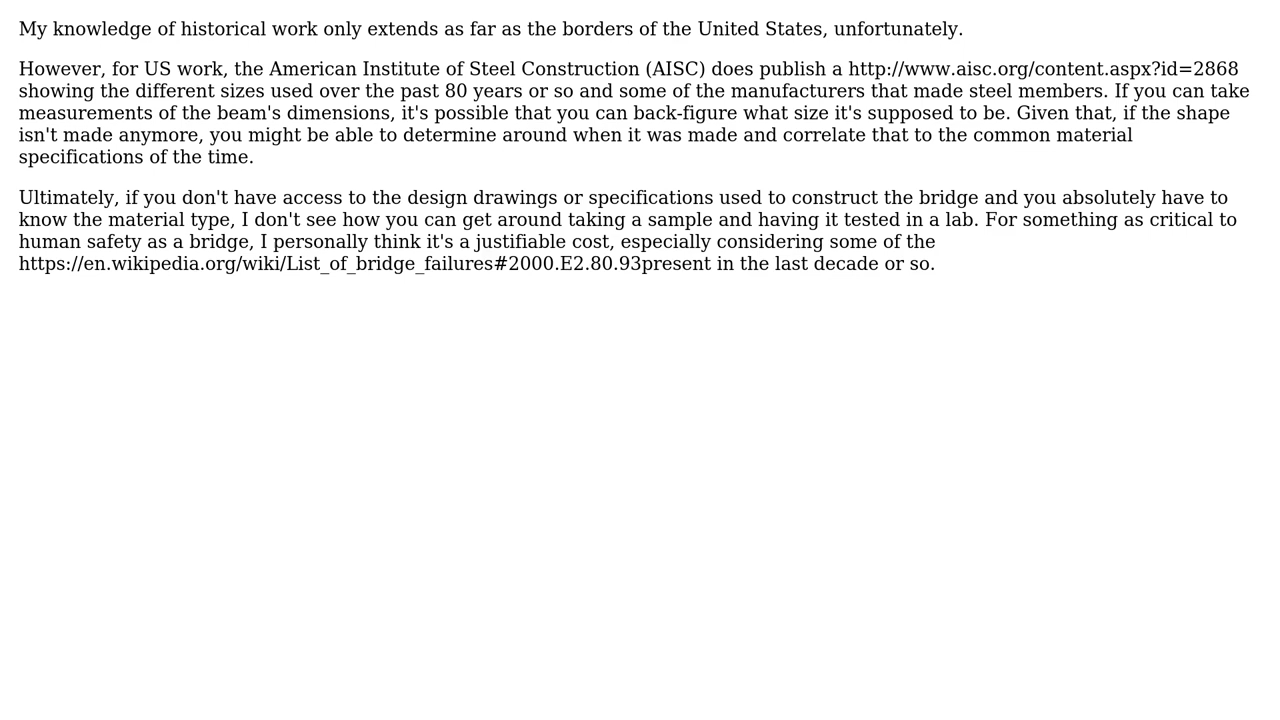 My knowledge of historical work only extends as far as the borders of the United States, unfortunately.
However, for US work, the American Institute of Steel Construction (AISC) does publish a http://www.aisc.org/content.aspx?id=2868
showing the different sizes used over the past 80 years or so and some of the manufacturers that made steel members. If you can take
measurements of the beam's dimensions, it's possible that you can back-figure what size it's supposed to be. Given that, if the shape
isn't made anymore, you might be able to determine around when it was made and correlate that to the common material
specifications of the time.
Ultimately, if you don't have access to the design drawings or specifications used to construct the bridge and you absolutely have to
know the material type, I don't see how you can get around taking a sample and having it tested in a lab. For something as critical to
human safety as a bridge, I personally think it's a justifiable cost, especially considering some of the
https://en.wikipedia.org/wiki/List_of_bridge_failures#2000.E2.80.93present in the last decade or so.